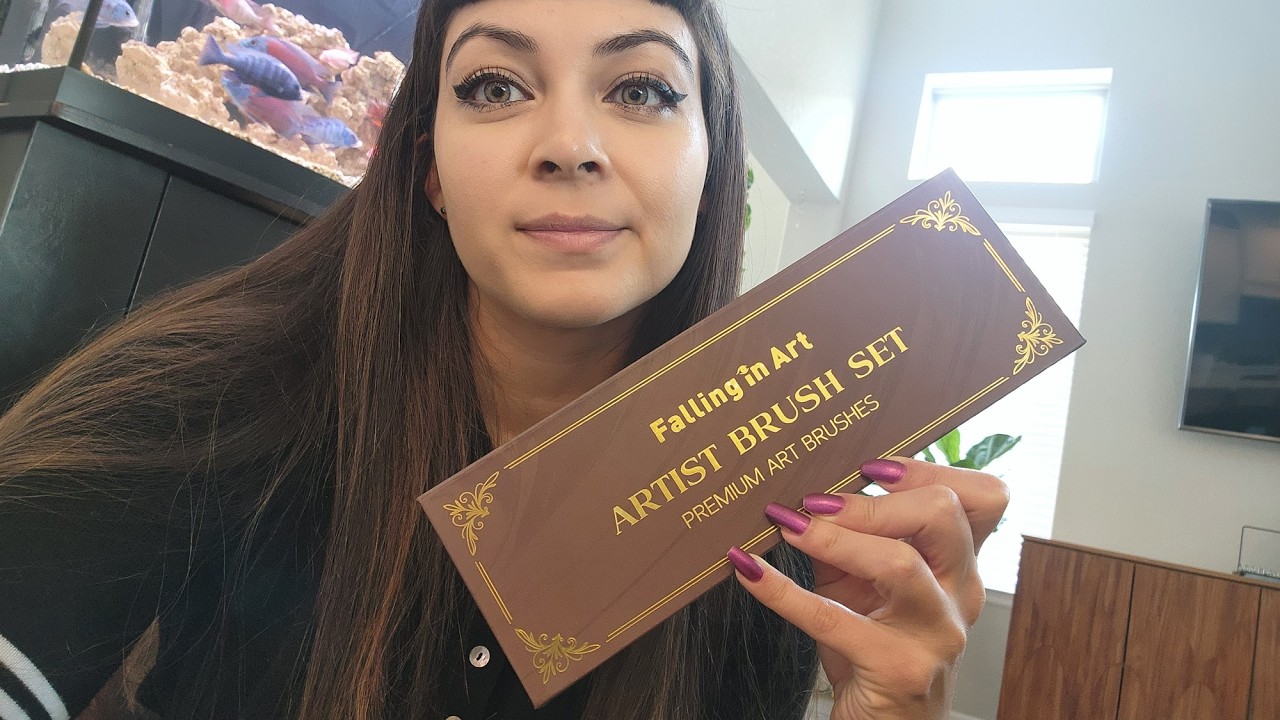 Falling in Art
ARTIST BRUSH SET
PREMIUM ART BRUSHES